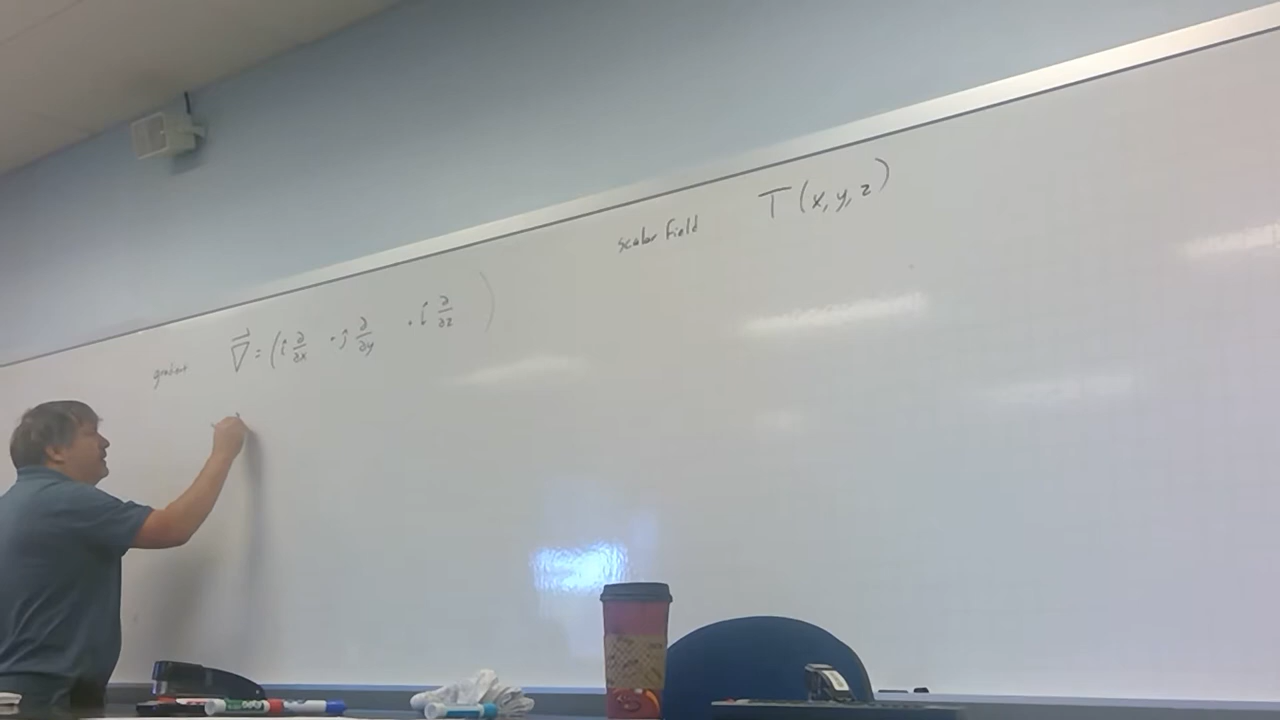 scalar field T(x, y, z)
gradient ∇⃗ = (î ∂/∂x + ĵ ∂/∂y + î ∂/∂z )